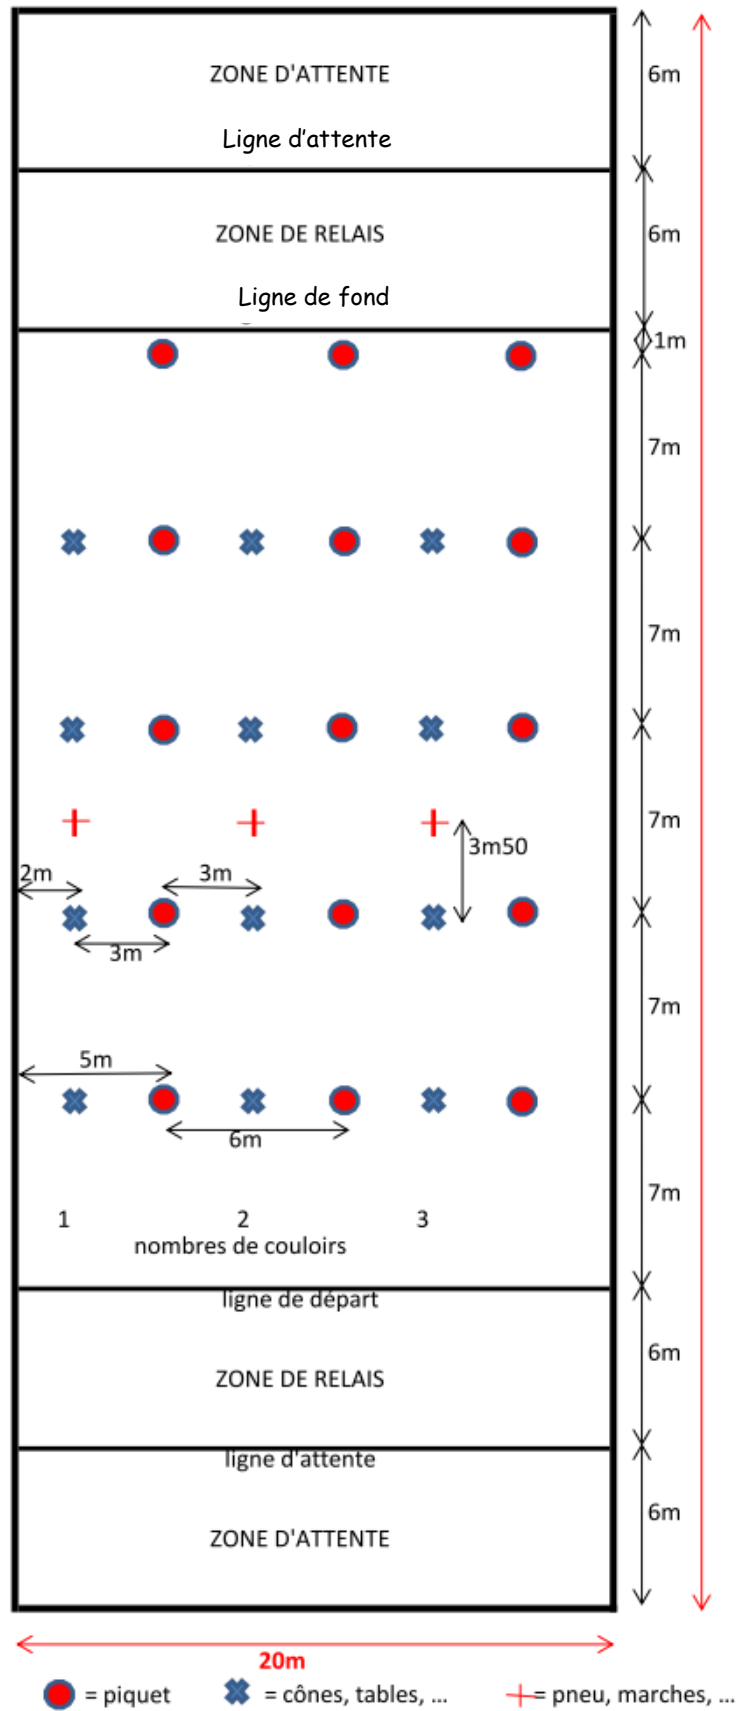 ZONE D'ATTENTE
6m
Ligne d’attente
ZONE DE RELAIS
6m
Ligne de fond
1m
7m
7m
7m
3m50
2m
3m
3m
7m
5m
6m
7m
1 2 3
nombres de couloirs
ligne de départ
ZONE DE RELAIS
6m
ligne d'attente
ZONE D'ATTENTE
6m
20m
= piquet = cônes, tables, ... = pneu, marches, ...